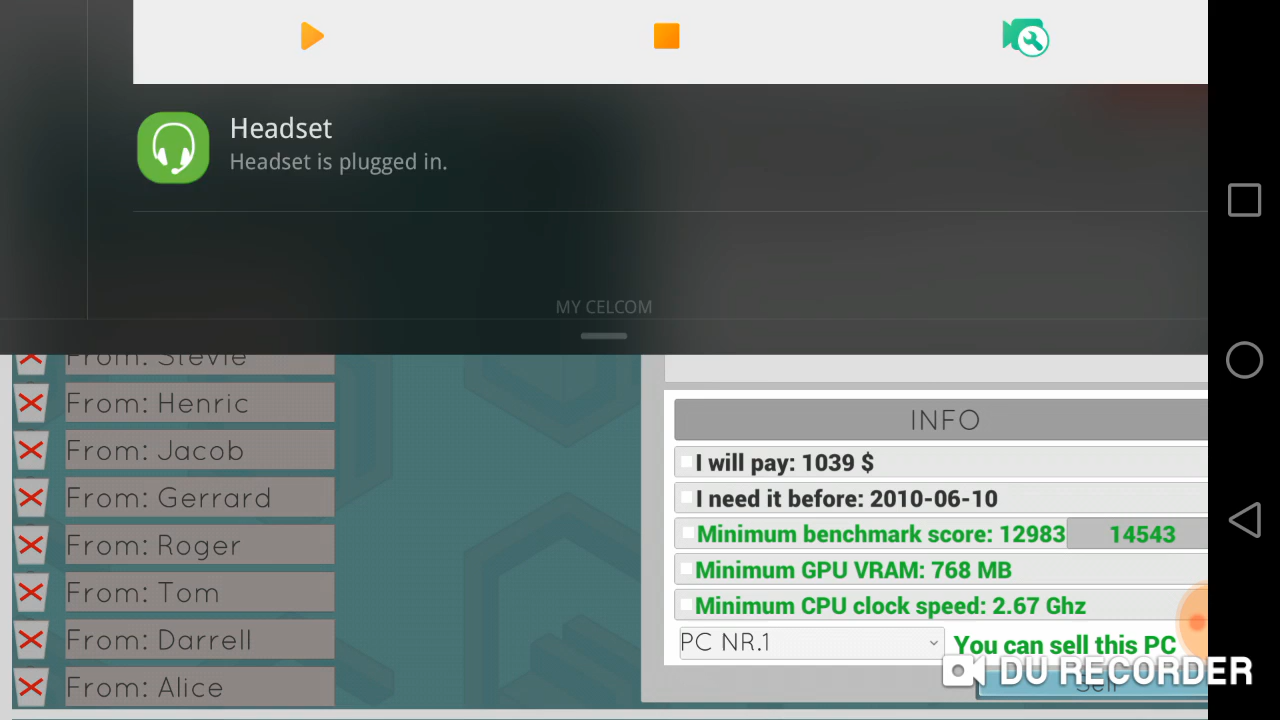 Headset
Headset is plugged in.
MY CELCOM
From: Stevie
From: Henric
From: Jacob
From: Gerrard
From: Roger
From: Tom
From: Darrell
From: Alice
INFO
I will pay: 1039 $
I need it before: 2010-06-10
Minimum benchmark score: 12983 14543
Minimum GPU VRAM: 768 MB
Minimum CPU clock speed: 2.67 Ghz
PC NR.1 You can sell this PC
DU RECORDER
Sell